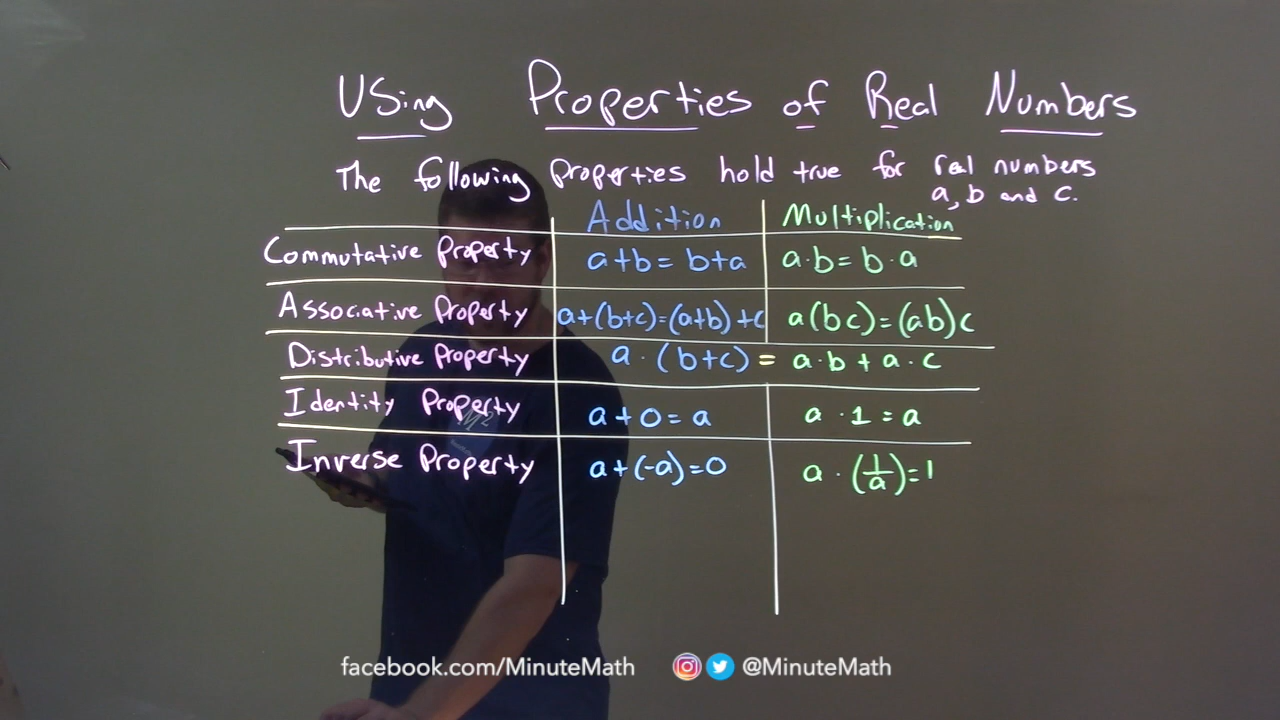 Using Properties of Real Numbers
The following properties hold true for real numbers
a, b and c.
Addition Multiplication
Commutative Property a+b = b+a a·b = b·a
Associative Property a+(b+c)=(a+b)+c a(bc)=(ab)c
Distributive Property a·(b+c) = a·b + a·c
Identity Property a+0=a a·1=a
Inverse Property a+(-a)=0 a·(1/a)=1
facebook.com/MinuteMath @MinuteMath